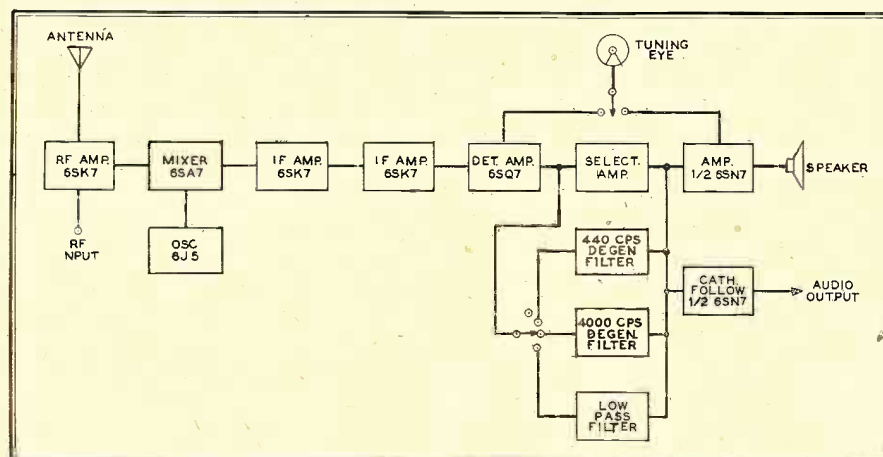 ANTENNA
TUNING
EYE
RF AMP.
6SK7
MIXER
6SA7
IF AMP.
6SK7
IF AMP.
6SK7
DET. AMP.
6SQ7
SELECT.
AMP.
AMP.
1/2 6SN7
SPEAKER
RF
INPUT
OSC
6J5
440 CPS
DEGEN
FILTER
4000 CPS
DEGEN.
FILTER
LOW
PASS
FILTER
CATH.
FOLLOW
1/2 6SN7
AUDIO
OUTPUT